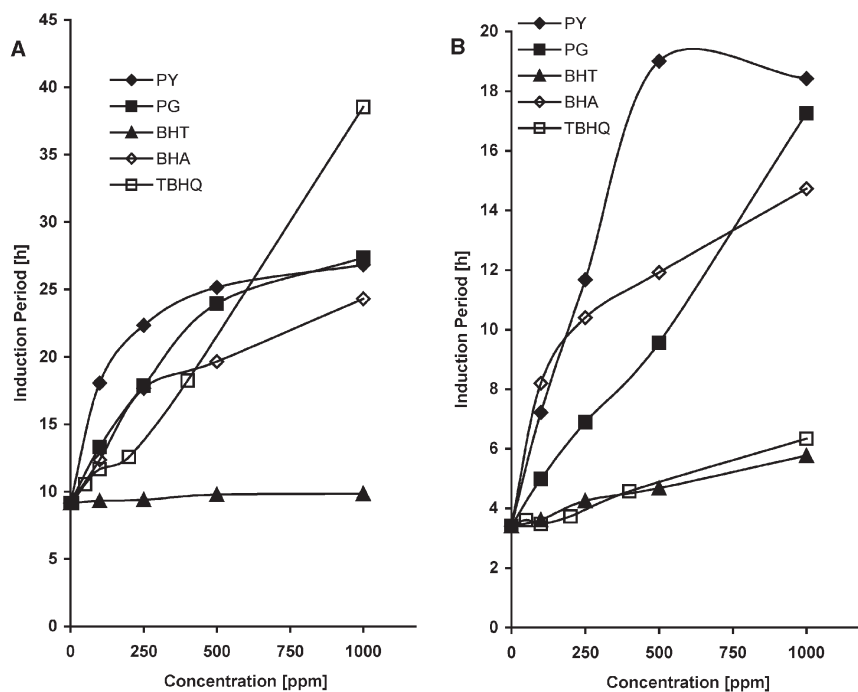 A
45
40
35
30
25
20
15
10
5
0
PY
PG
BHT
BHA
TBHQ
Induction Period [h]
0 250 500 750 1000
Concentration [ppm]
B
20
18
16
14
12
10
8
6
4
2
0
PY
PG
BHT
BHA
TBHQ
Induction Period [h]
0 250 500 750 1000
Concentration [ppm]